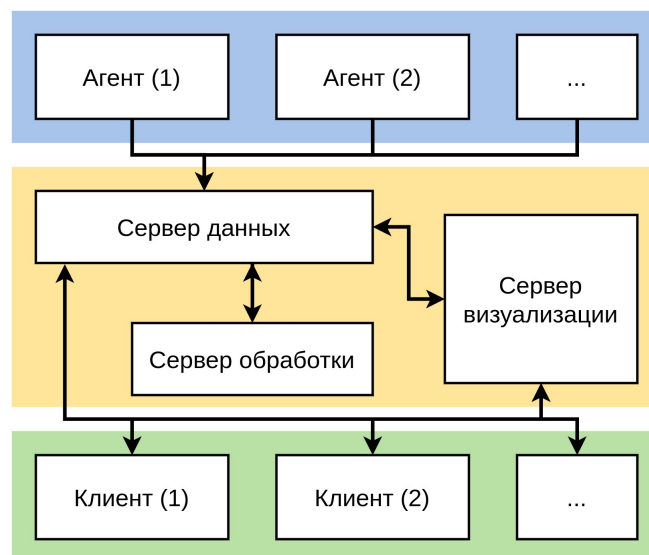 Агент (1)
Агент (2)
...
Сервер данных
Сервер
визуализации
Сервер обработки
Клиент (1)
Клиент (2)
...